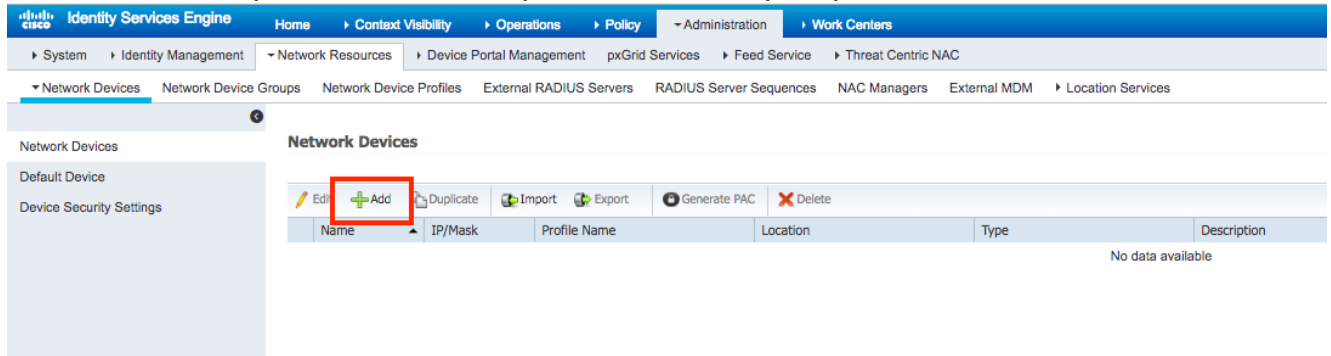 cisco Identity Services Engine Home Context Visibility Operations Policy Administration Work Centers
System Identity Management Network Resources Device Portal Management pxGrid Services Feed Service Threat Centric NAC
Network Devices Network Device Groups Network Device Profiles External RADIUS Servers RADIUS Server Sequences NAC Managers External MDM Location Services
Network Devices
Default Device
Device Security Settings
Network Devices
Edit Add Duplicate Import Export Generate PAC Delete
Name IP/Mask Profile Name Location Type Description
No data available